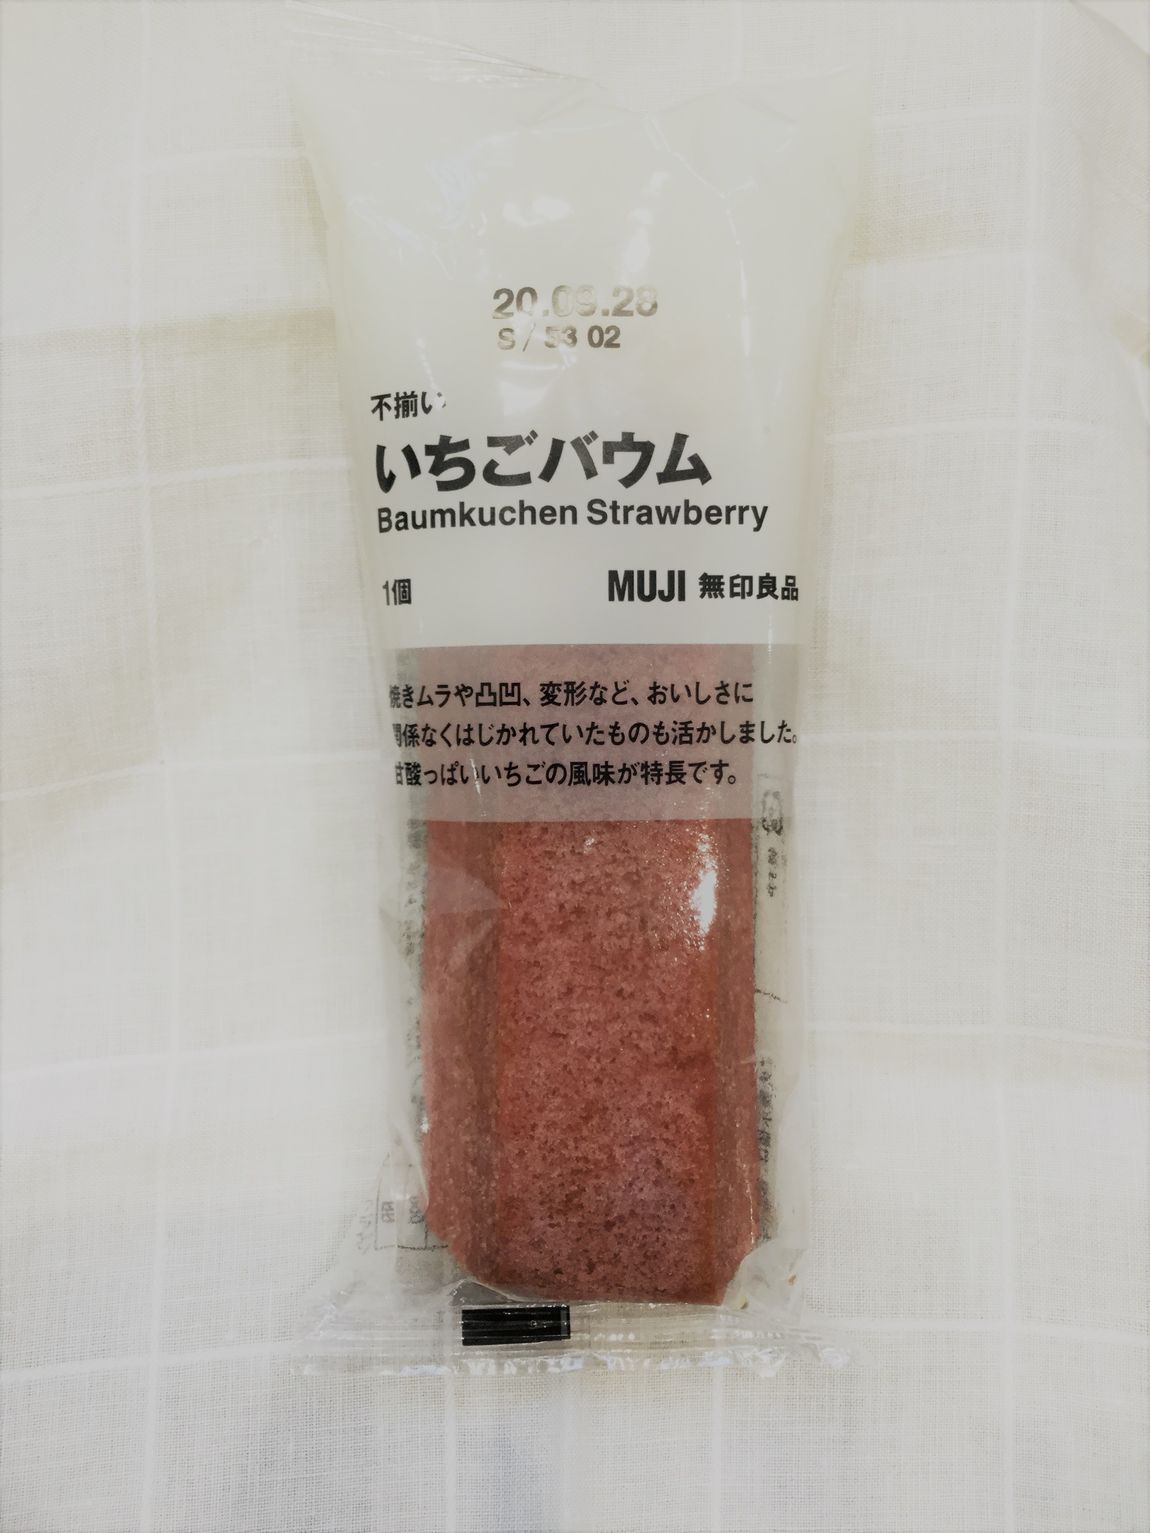 20.09.28
S/ 53 02
不揃い
いちごバウム
Baumkuchen Strawberry
1個
MUJI 無印良品
焼きムラや凸凹、変形など、おいしさに
関係なくはじかれていたものも活かしました。
甘酸っぱいいちごの風味が特長です。